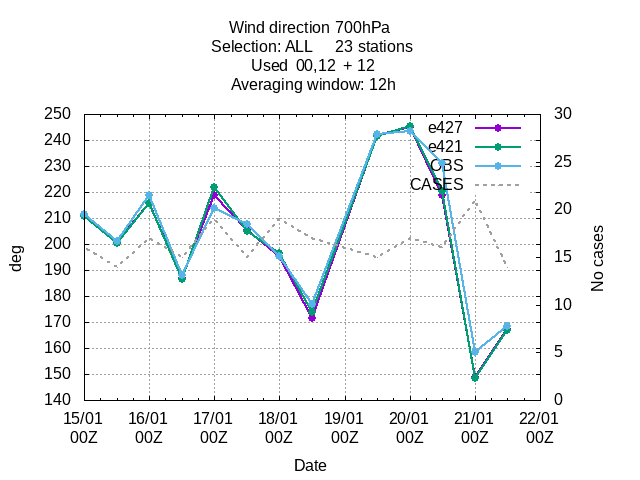 Wind direction 700hPa
Selection: ALL 23 stations
Used 00,12 + 12
Averaging window: 12h
250
240
230
220
210
200
190
180
170
160
150
140
deg
30
25
20
15
10
5
0
No cases
e427
e421
OBS
CASES
15/01 16/01 17/01 18/01 19/01 20/01 21/01 22/01
00Z 00Z 00Z 00Z 00Z 00Z 00Z 00Z
Date